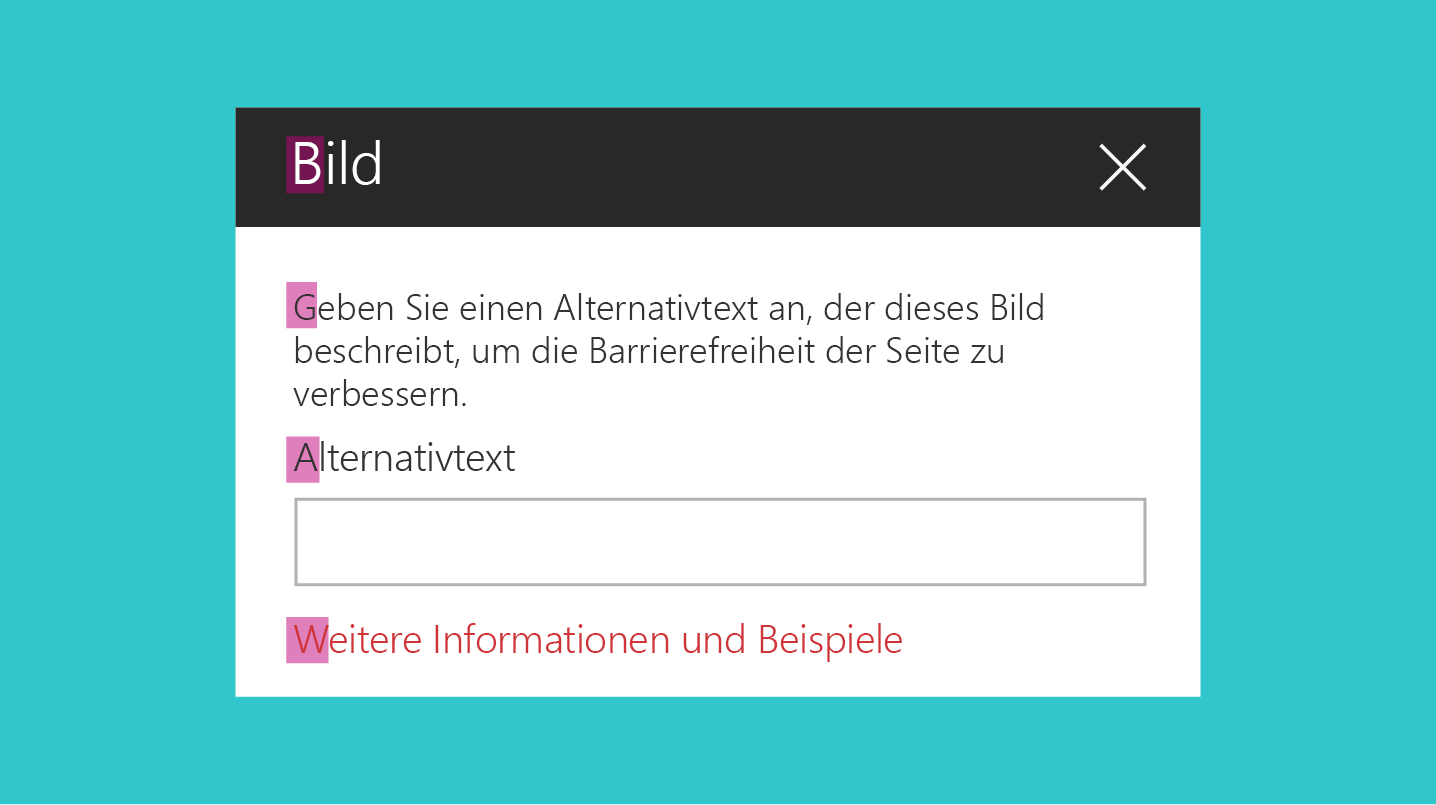 Bild
Geben Sie einen Alternativtext an, der dieses Bild
beschreibt, um die Barrierefreiheit der Seite zu
verbessern.
Alternativtext
Weitere Informationen und Beispiele